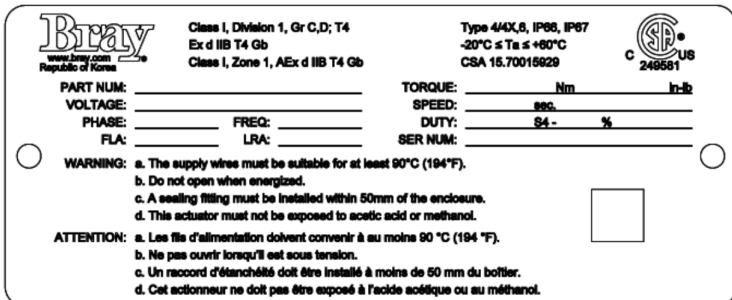 Bray
www.bray.com
Republic of Korea
Class I, Division 1, Gr C,D; T4
Ex d IIB T4 Gb
Class I, Zone 1, AEx d IIB T4 Gb
Type 4/4X,6, IP66, IP67
-20°C ≤ Ta ≤ +60°C
CSA 15.70015929
CSA
C US
249581
PART NUM: TORQUE: Nm in-lb
VOLTAGE: SPEED: sec.
PHASE: FREQ: DUTY: S4 - %
FLA: LRA: SER NUM:
WARNING: a. The supply wires must be suitable for at least 90°C (194°F).
b. Do not open when energized.
c. A sealing fitting must be installed within 50mm of the enclosure.
d. This actuator must not be exposed to acetic acid or methanol.
ATTENTION: a. Les fils d'alimentation doivent convenir à au moins 90 °C (194 °F).
b. Ne pas ouvrir lorsqu'il est sous tension.
c. Un raccord d'étanchéité doit être installé à moins de 50 mm du boîtier.
d. Cet actionneur ne doit pas être exposé à l'acide acétique ou au méthanol.